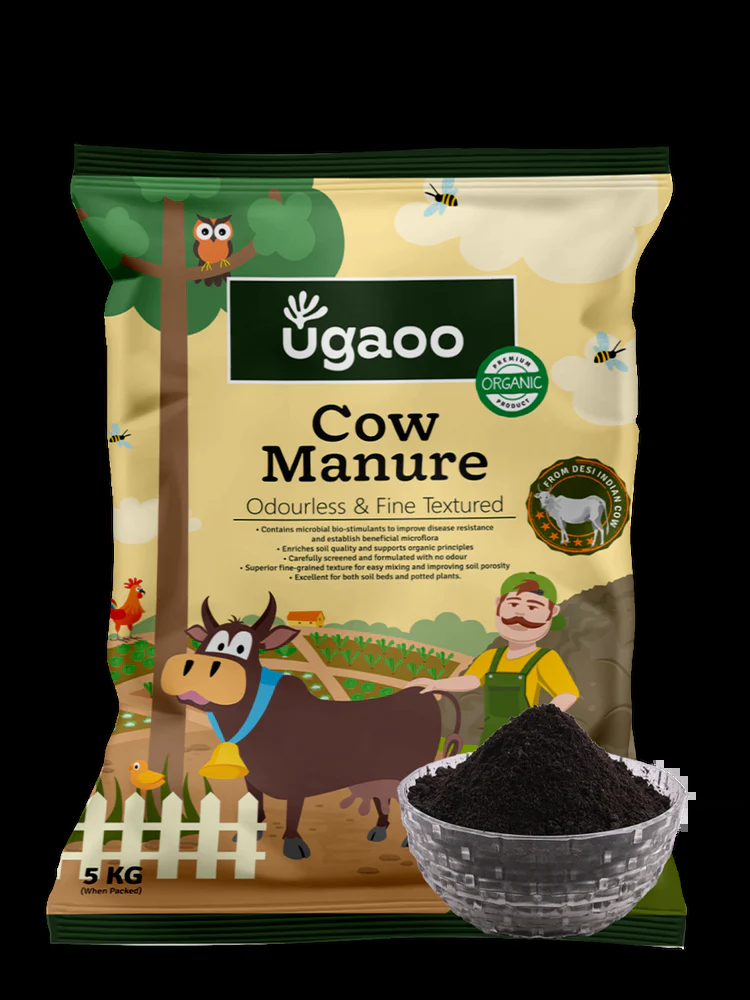 ugaoo
PREMIUM
ORGANIC
PRODUCT
Cow
Manure
Odourless & Fine Textured
FROM DESI INDIAN COW
• Contains microbial bio-stimulants to improve disease resistance
and establish beneficial microflora
• Enriches soil quality and supports organic principles
• Carefully screened and formulated with no odour
• Superior fine-grained texture for easy mixing and improving soil porosity
• Excellent for both soil beds and potted plants.
5 KG
(When Packed)